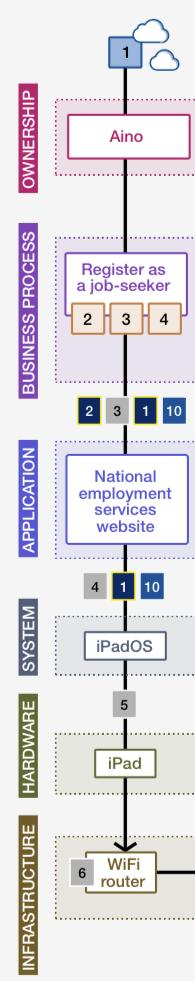 1
OWNERSHIP
Aino
BUSINESS PROCESS
Register as
a job-seeker
2 3 4
2 3 1 10
APPLICATION
National
employment
services
website
4 1 10
SYSTEM
iPadOS
5
HARDWARE
iPad
INFRASTRUCTURE
6
WiFi
router